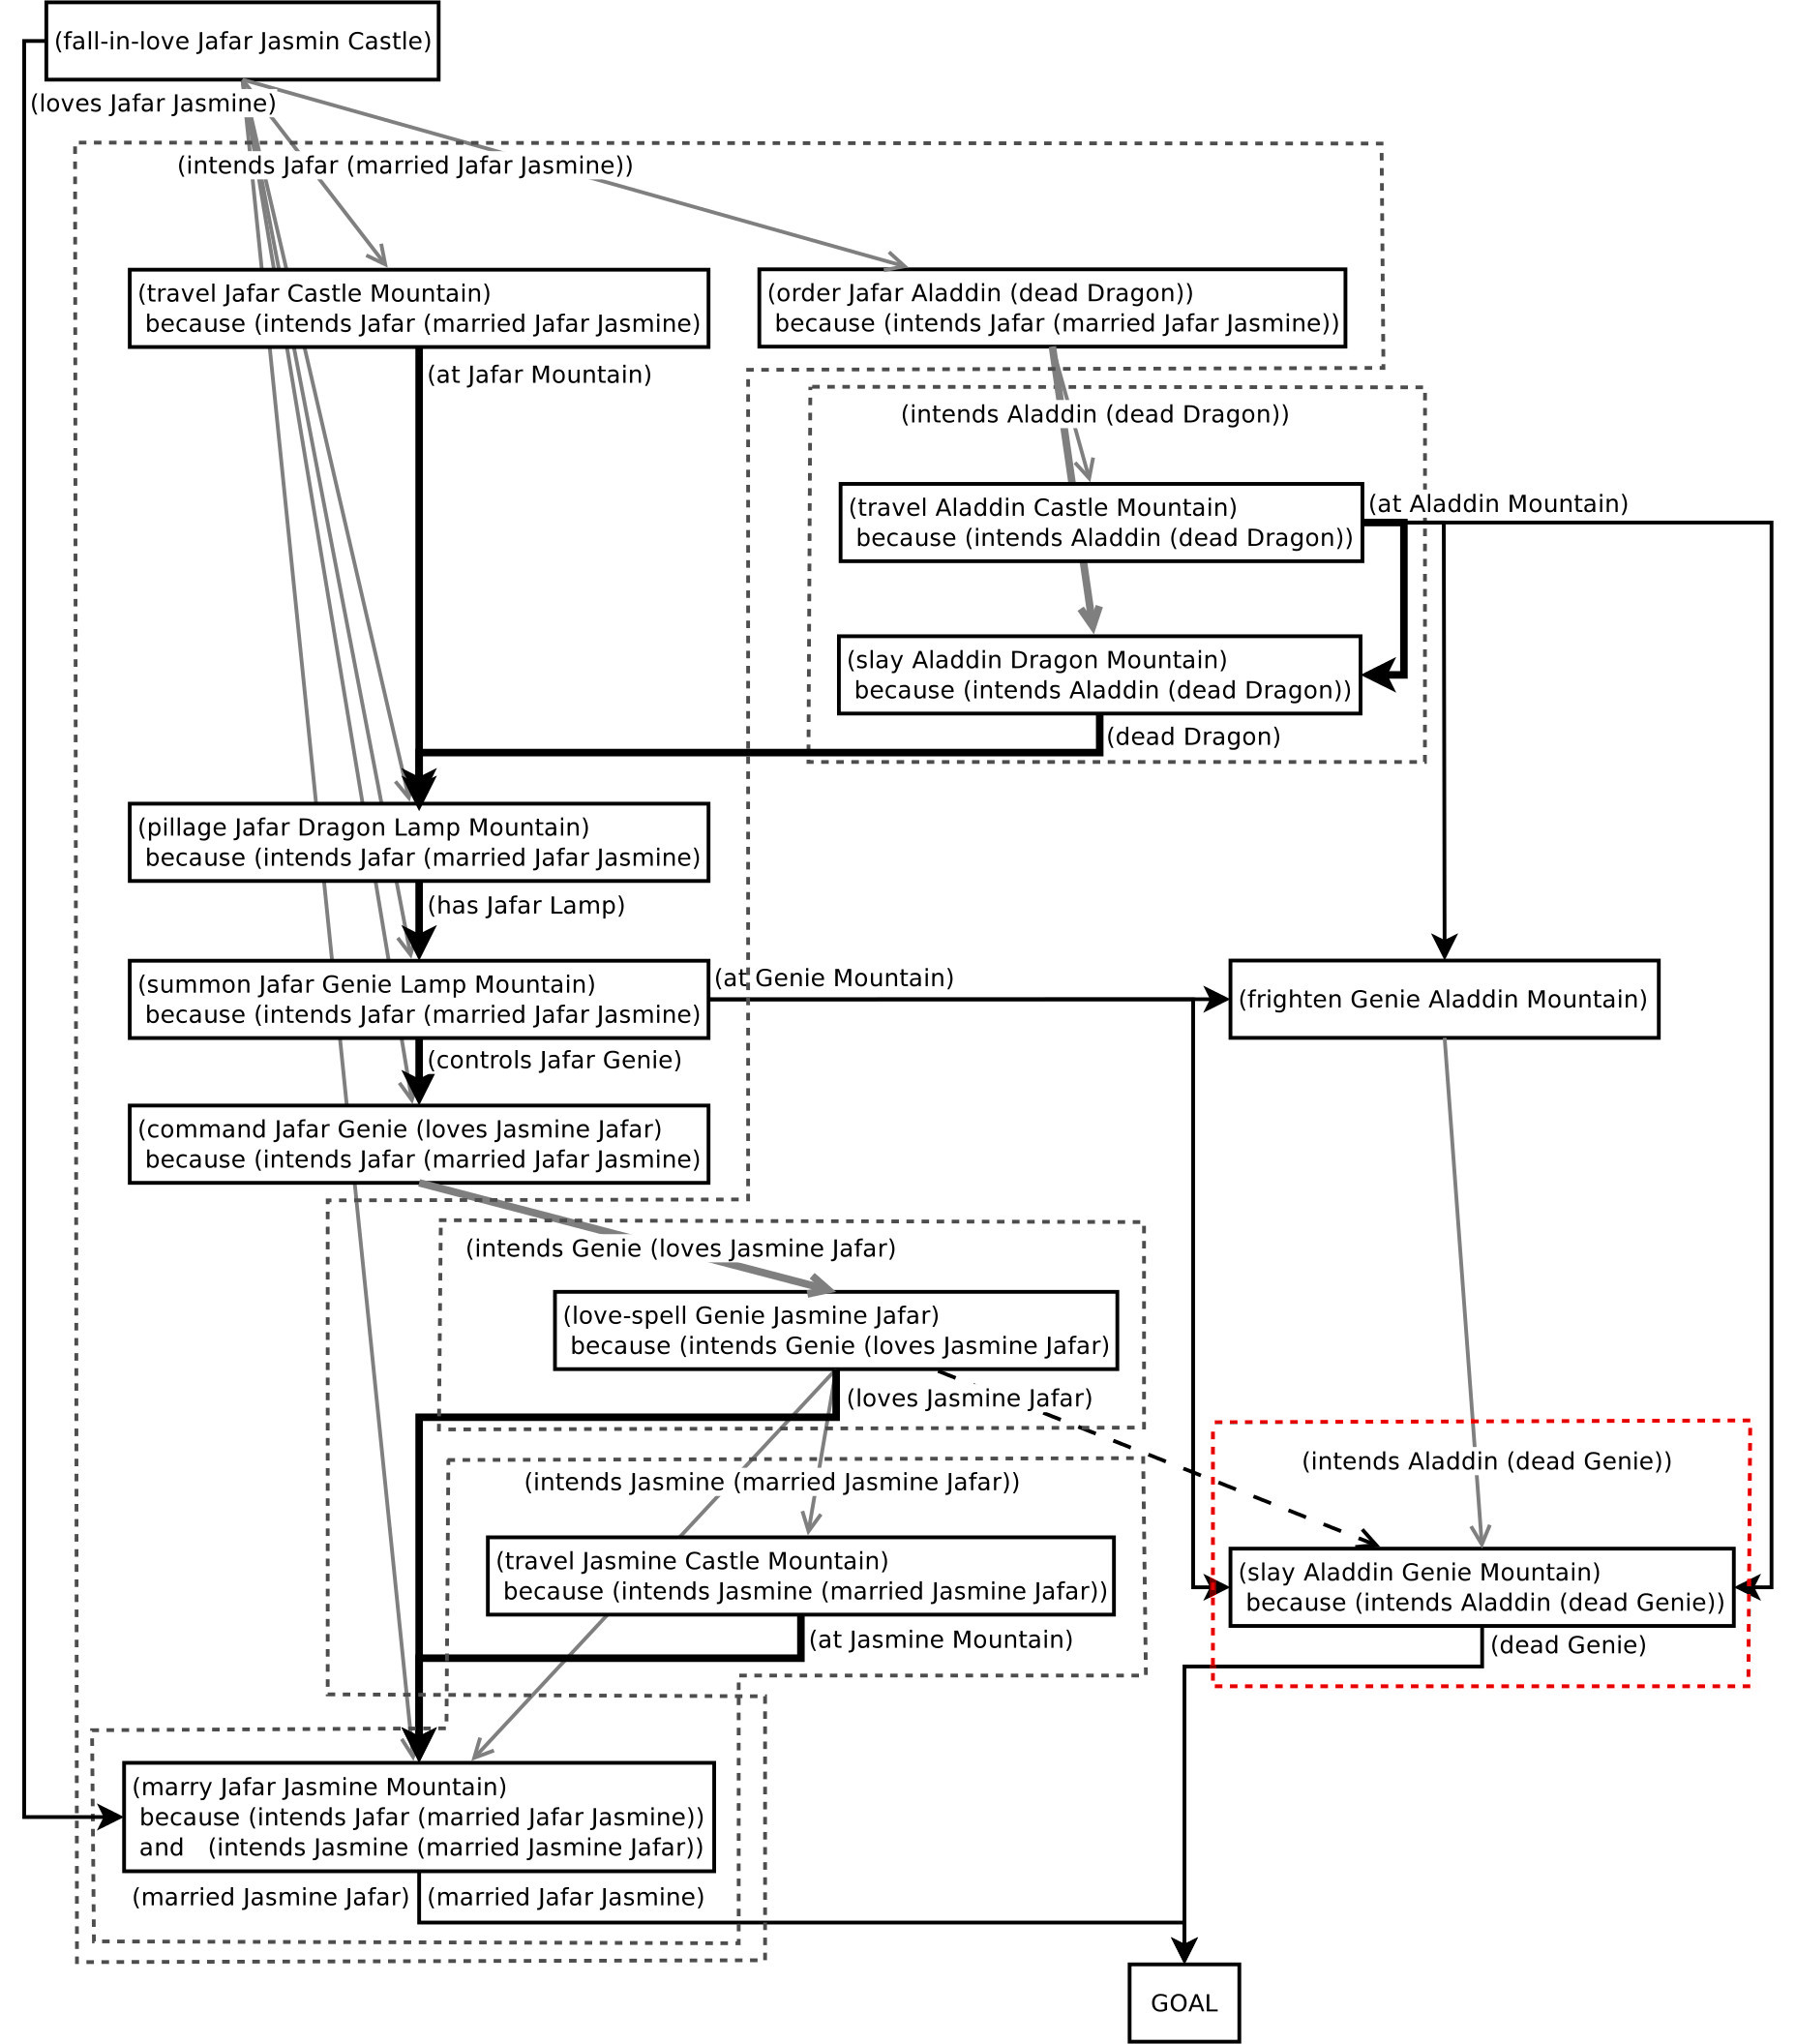 (fall-in-love Jafar Jasmin Castle)
(loves Jafar Jasmine)
(intends Jafar (married Jafar Jasmine))
(travel Jafar Castle Mountain)
because (intends Jafar (married Jafar Jasmine)
(order Jafar Aladdin (dead Dragon))
because (intends Jafar (married Jafar Jasmine))
(at Jafar Mountain)
(intends Aladdin (dead Dragon))
(travel Aladdin Castle Mountain)
because (intends Aladdin (dead Dragon))
(at Aladdin Mountain)
(slay Aladdin Dragon Mountain)
because (intends Aladdin (dead Dragon))
(dead Dragon)
(pillage Jafar Dragon Lamp Mountain)
because (intends Jafar (married Jafar Jasmine)
(has Jafar Lamp)
(summon Jafar Genie Lamp Mountain)
because (intends Jafar (married Jafar Jasmine)
(at Genie Mountain)
(frighten Genie Aladdin Mountain)
(controls Jafar Genie)
(command Jafar Genie (loves Jasmine Jafar)
because (intends Jafar (married Jafar Jasmine)
(intends Genie (loves Jasmine Jafar)
(love-spell Genie Jasmine Jafar)
because (intends Genie (loves Jasmine Jafar)
(loves Jasmine Jafar)
(intends Aladdin (dead Genie))
(intends Jasmine (married Jasmine Jafar))
(travel Jasmine Castle Mountain)
because (intends Jasmine (married Jasmine Jafar))
(slay Aladdin Genie Mountain)
because (intends Aladdin (dead Genie))
(at Jasmine Mountain)
(dead Genie)
(marry Jafar Jasmine Mountain)
because (intends Jafar (married Jafar Jasmine))
and (intends Jasmine (married Jasmine Jafar))
(married Jasmine Jafar)
(married Jafar Jasmine)
GOAL